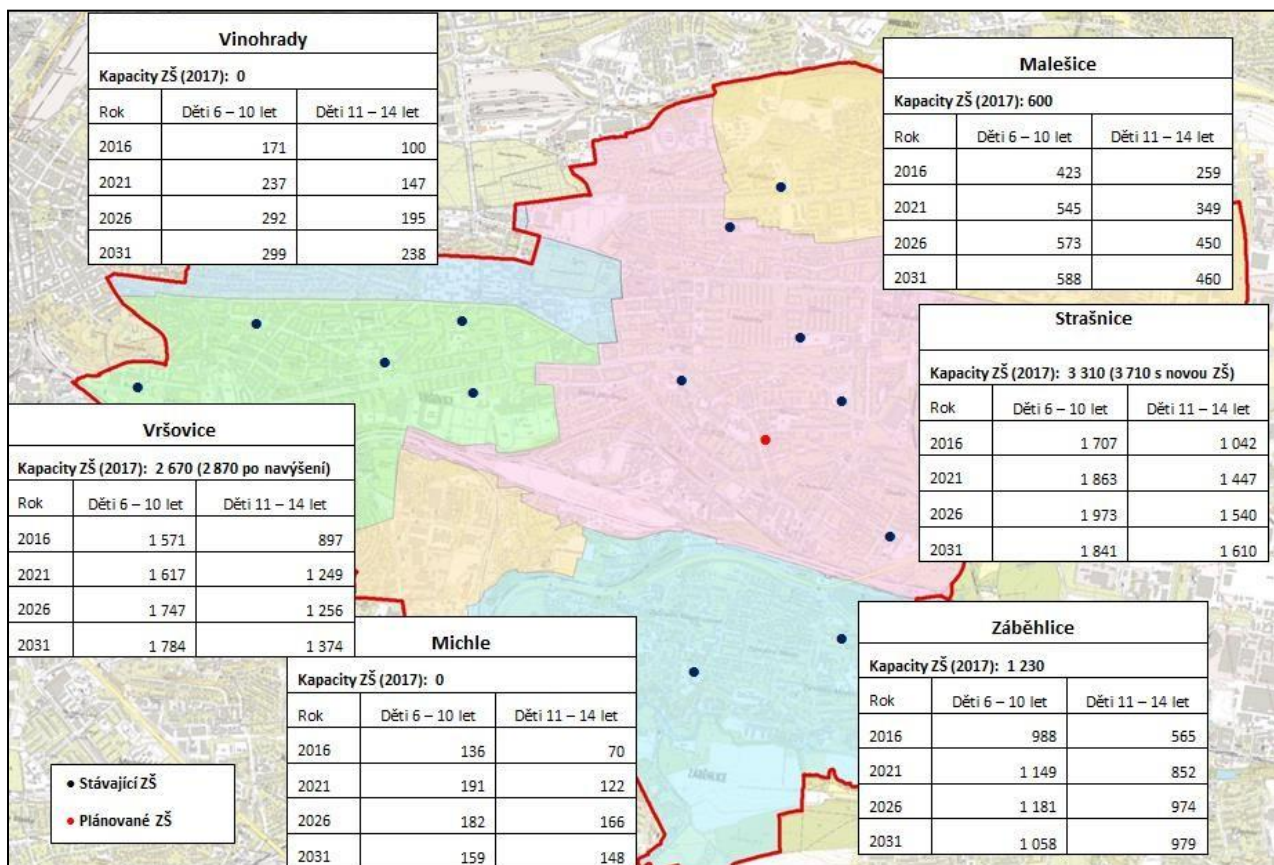 Vinohrady
Kapacity ZŠ (2017): 0
Rok Děti 6 – 10 let Děti 11 – 14 let
2016 171 100
2021 237 147
2026 292 195
2031 299 238
Malešice
Kapacity ZŠ (2017): 600
Rok Děti 6 – 10 let Děti 11 – 14 let
2016 423 259
2021 545 349
2026 573 450
2031 588 460
Strašnice
Kapacity ZŠ (2017): 3 310 (3 710 s novou ZŠ)
Rok Děti 6 – 10 let Děti 11 – 14 let
2016 1 707 1 042
2021 1 863 1 447
2026 1 973 1 540
2031 1 841 1 610
Vršovice
Kapacity ZŠ (2017): 2 670 (2 870 po navýšení)
Rok Děti 6 – 10 let Děti 11 – 14 let
2016 1 571 897
2021 1 617 1 249
2026 1 747 1 256
2031 1 784 1 374
Michle
Kapacity ZŠ (2017): 0
Rok Děti 6 – 10 let Děti 11 – 14 let
2016 136 70
2021 191 122
2026 182 166
2031 159 148
Záběhlice
Kapacity ZŠ (2017): 1 230
Rok Děti 6 – 10 let Děti 11 – 14 let
2016 988 565
2021 1 149 852
2026 1 181 974
2031 1 058 979
Stávající ZŠ
Plánované ZŠ
ZÁBĚHLICE